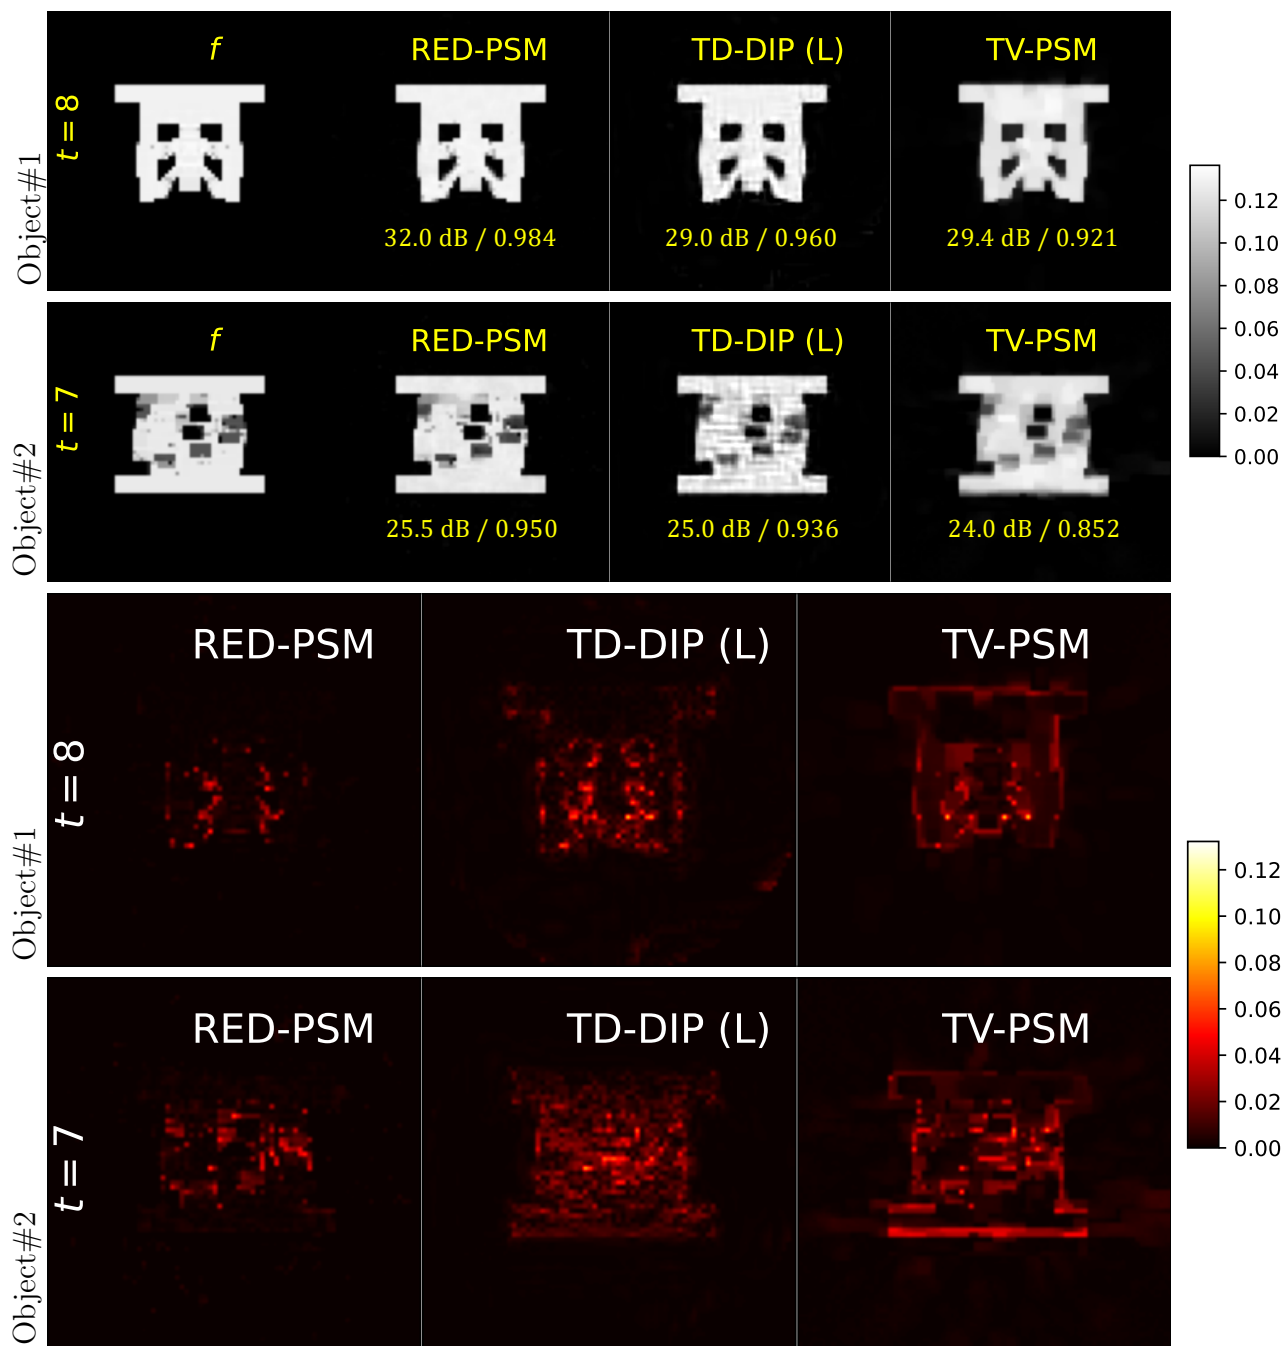 f RED-PSM TD-DIP (L) TV-PSM
t = 8
Object#1
32.0 dB / 0.984 29.0 dB / 0.960 29.4 dB / 0.921
f RED-PSM TD-DIP (L) TV-PSM
t = 7
Object#2
25.5 dB / 0.950 25.0 dB / 0.936 24.0 dB / 0.852
0.12
0.10
0.08
0.06
0.04
0.02
0.00
RED-PSM TD-DIP (L) TV-PSM
t = 8
Object#1
RED-PSM TD-DIP (L) TV-PSM
t = 7
Object#2
0.12
0.10
0.08
0.06
0.04
0.02
0.00